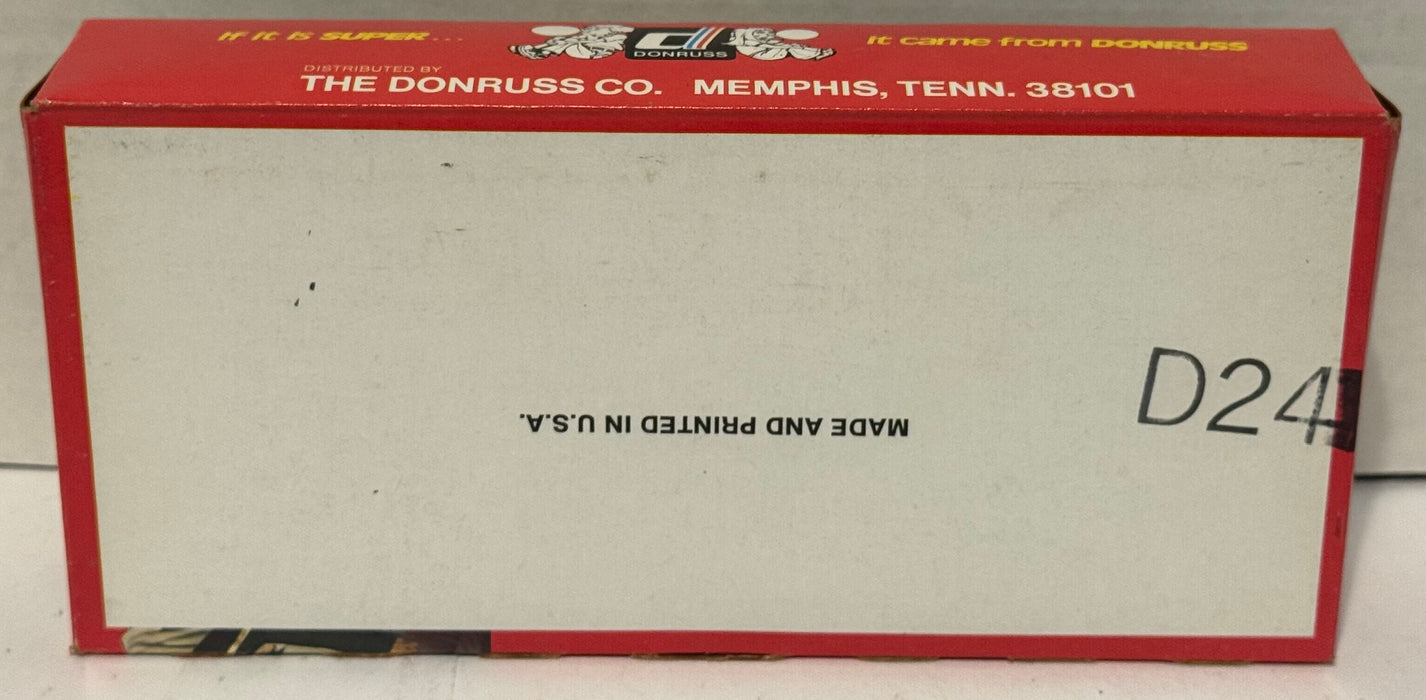 If it is SUPER....
DONRUSS
It came from DONRUSS
DISTRIBUTED BY
THE DONRUSS CO. MEMPHIS, TENN. 38101
D24
MADE AND PRINTED IN U.S.A.